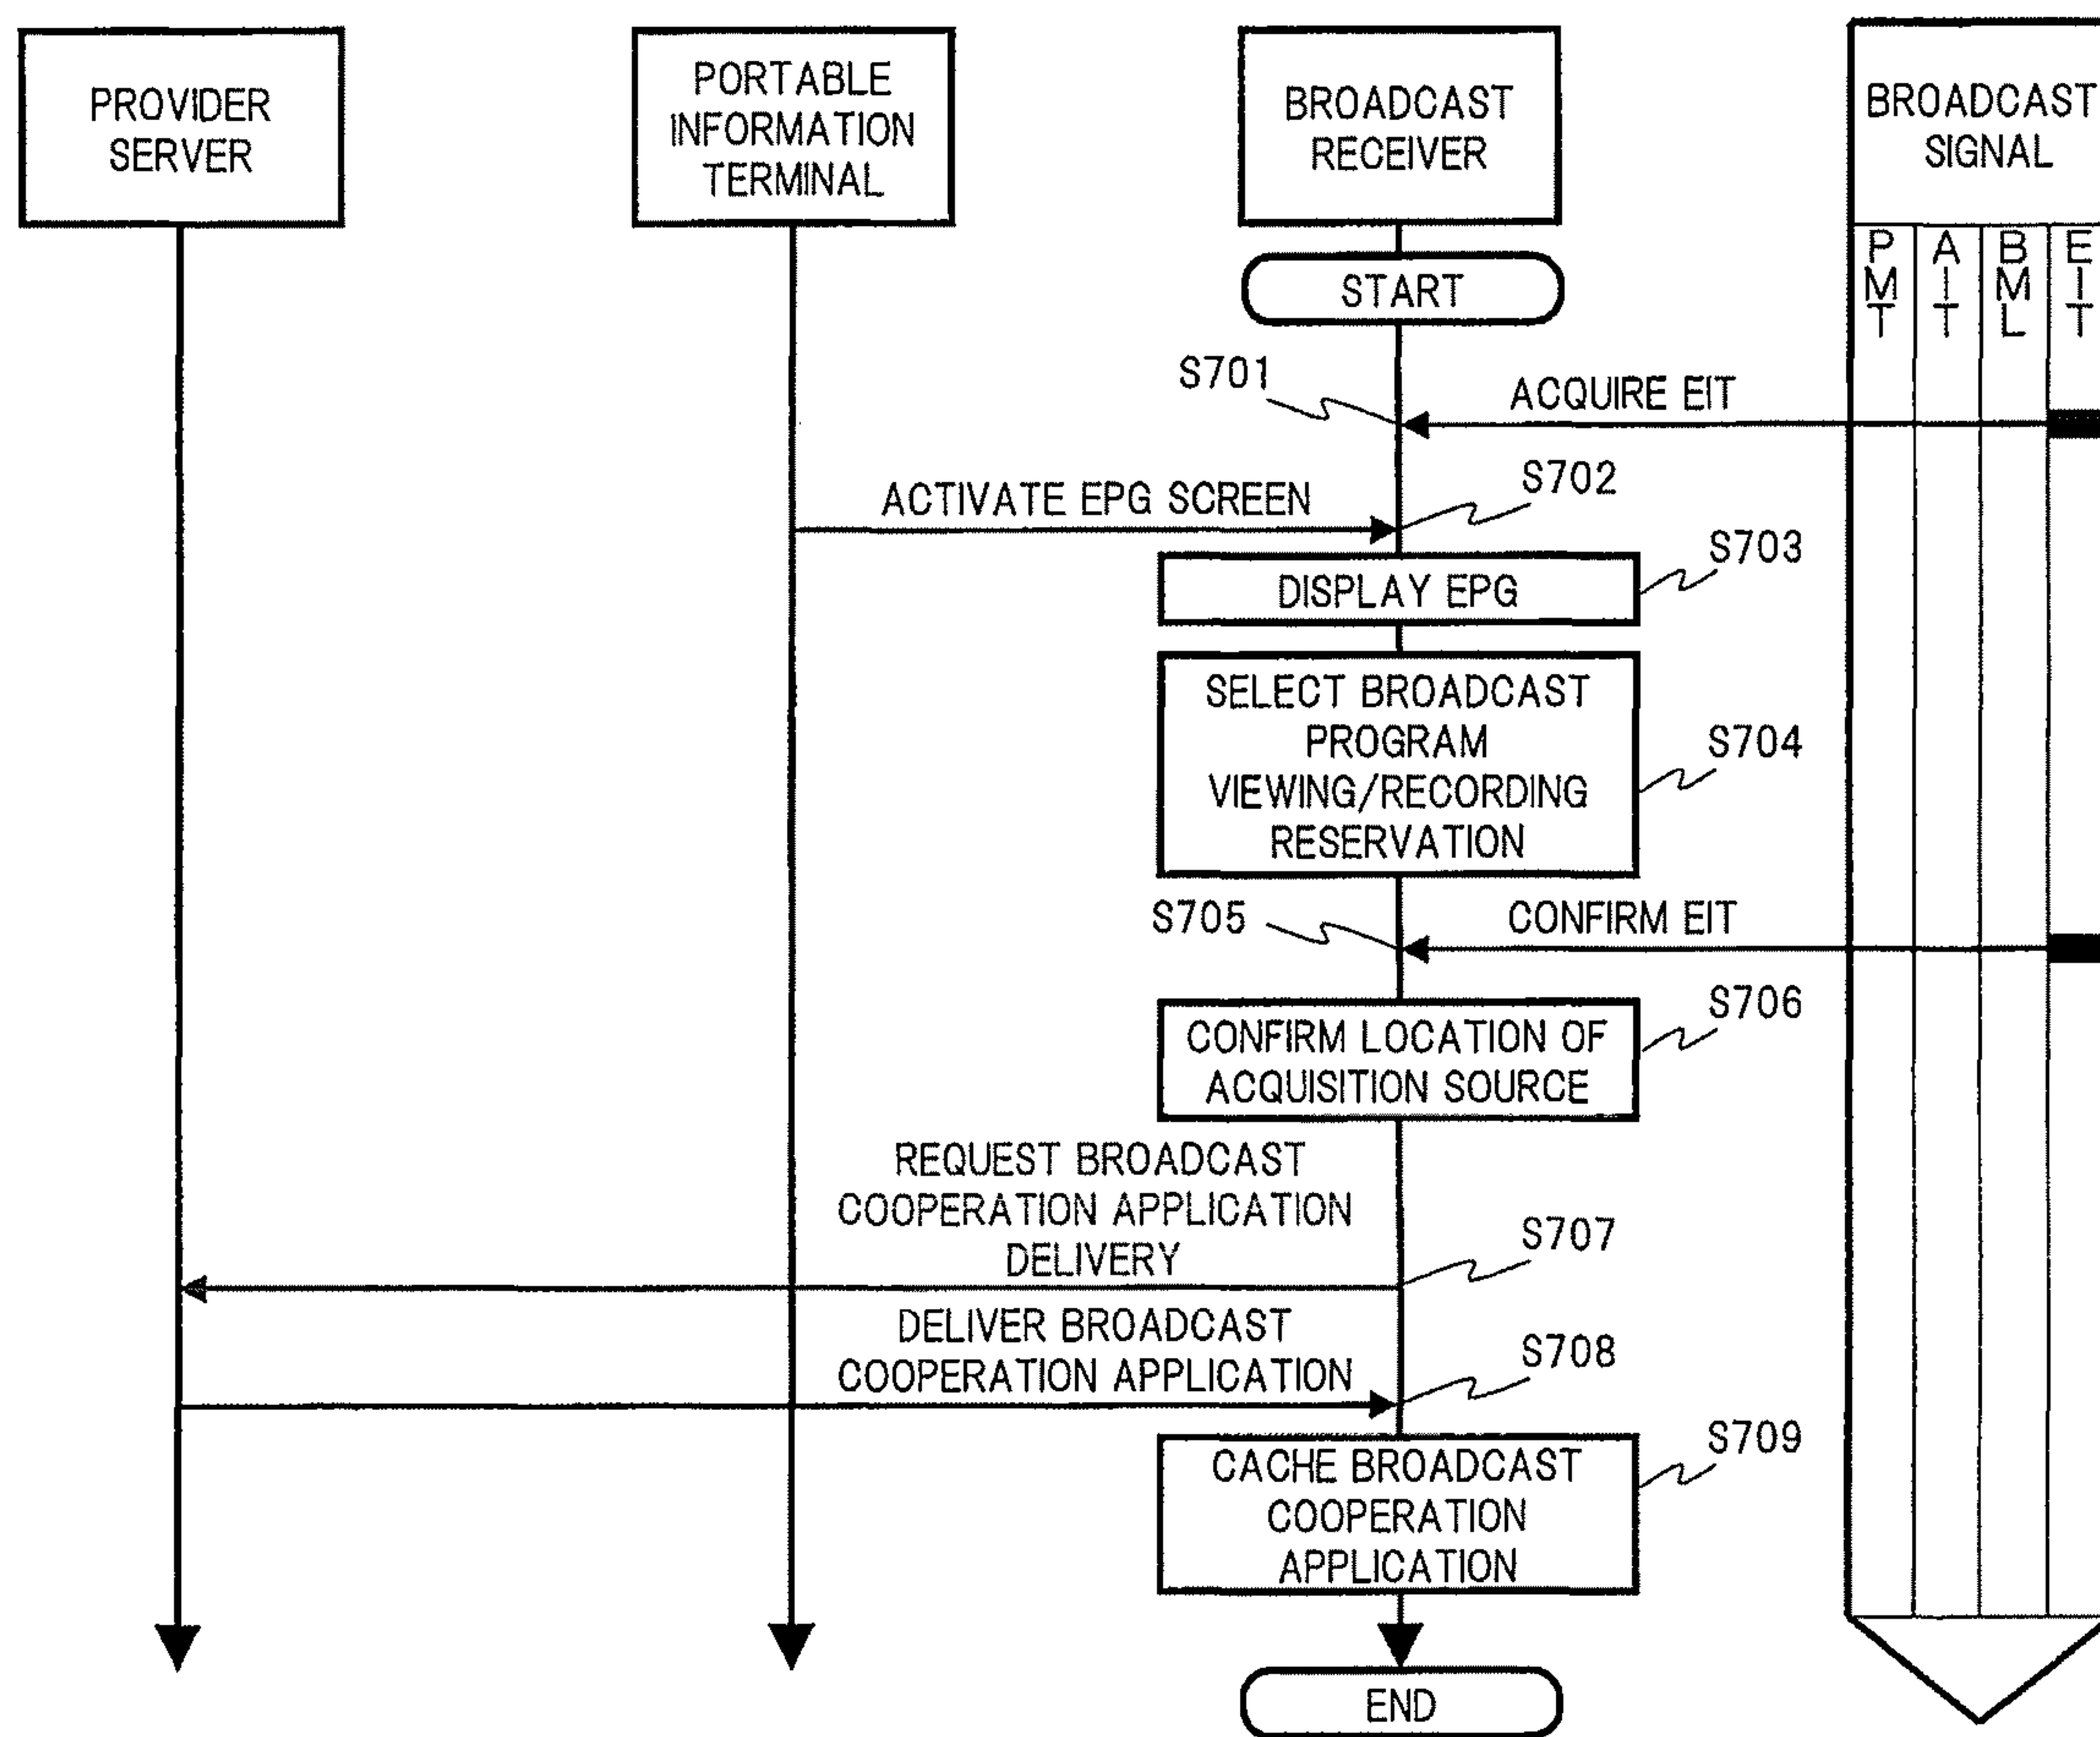 PROVIDER
SERVER
PORTABLE
INFORMATION
TERMINAL
BROADCAST
RECEIVER
BROADCAST
SIGNAL
PMT
AIT
BML
EIT
START
S701
ACQUIRE EIT
ACTIVATE EPG SCREEN
S702
DISPLAY EPG
S703
SELECT BROADCAST
PROGRAM
VIEWING/RECORDING
RESERVATION
S704
S705
CONFIRM EIT
CONFIRM LOCATION OF
ACQUISITION SOURCE
S706
REQUEST BROADCAST
COOPERATION APPLICATION
DELIVERY
S707
DELIVER BROADCAST
COOPERATION APPLICATION
S708
CACHE BROADCAST
COOPERATION
APPLICATION
S709
END